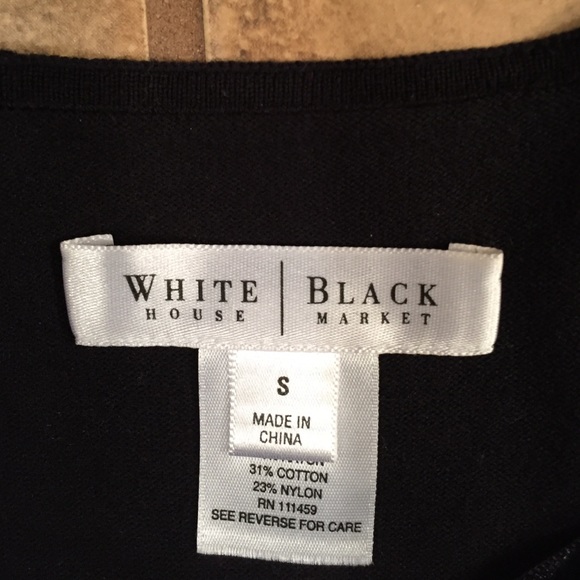 WHITE | BLACK
HOUSE MARKET
S
MADE IN
CHINA
31% COTTON
23% NYLON
RN 111459
SEE REVERSE FOR CARE